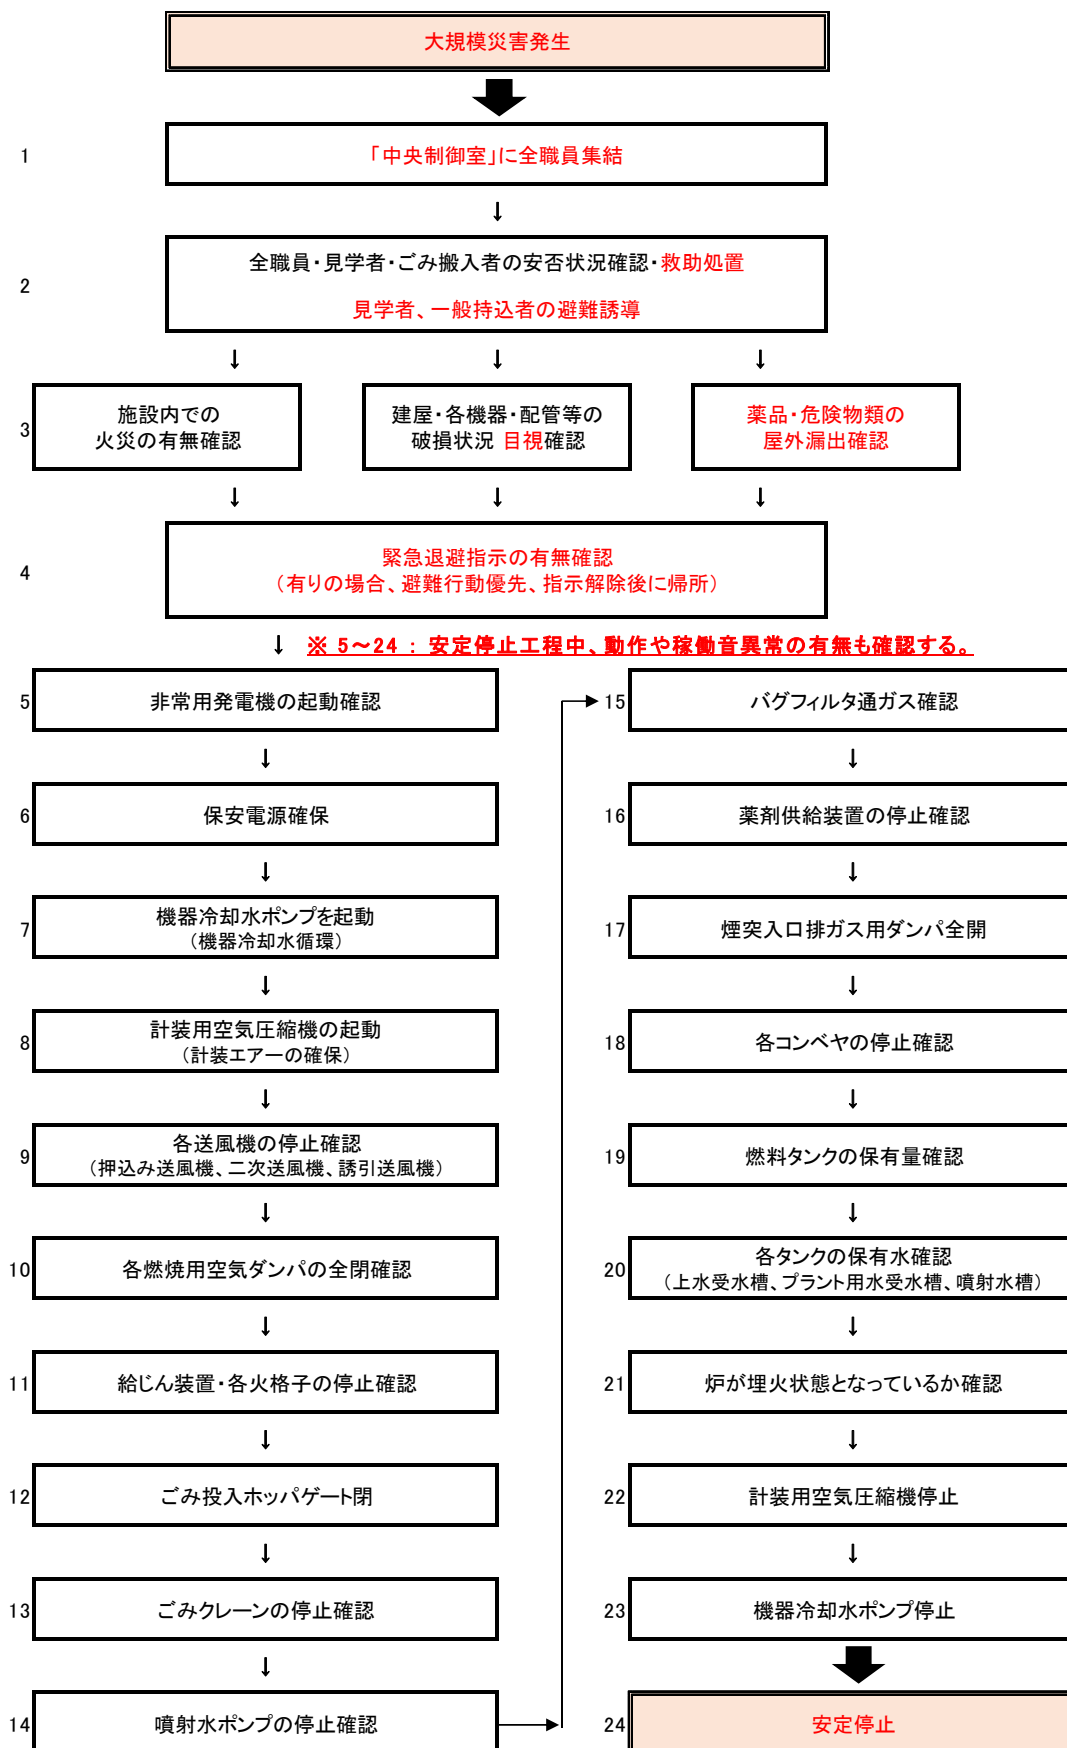 大規模災害発生
1
「中央制御室」に全職員集結
↓
2
全職員・見学者・ごみ搬入者の安否状況確認・救助処置
見学者、一般持込者の避難誘導
↓ ↓ ↓
3
施設内での
火災の有無確認
建屋・各機器・配管等の
破損状況 目視確認
薬品・危険物類の
屋外漏出確認
↓ ↓ ↓
4
緊急退避指示の有無確認
（有りの場合、避難行動優先、指示解除後に帰所）
↓ ※ 5～24 : 安定停止工程中、動作や稼働音異常の有無も確認する。
5 非常用発電機の起動確認
↓
6 保安電源確保
↓
7 機器冷却水ポンプを起動
（機器冷却水循環）
↓
8 計装用空気圧縮機の起動
（計装エアーの確保）
↓
9 各送風機の停止確認
（押込み送風機、二次送風機、誘引送風機）
↓
10 各燃焼用空気ダンパの全閉確認
↓
11 給じん装置・各火格子の停止確認
↓
12 ごみ投入ホッパゲート閉
↓
13 ごみクレーンの停止確認
↓
14 噴射水ポンプの停止確認
15 バグフィルタ通ガス確認
↓
16 薬剤供給装置の停止確認
↓
17 煙突入口排ガス用ダンパ全開
↓
18 各コンベヤの停止確認
↓
19 燃料タンクの保有量確認
↓
20 各タンクの保有水確認
（上水受水槽、プラント用水受水槽、噴射水槽）
↓
21 炉が埋火状態となっているか確認
↓
22 計装用空気圧縮機停止
↓
23 機器冷却水ポンプ停止
24 安定停止